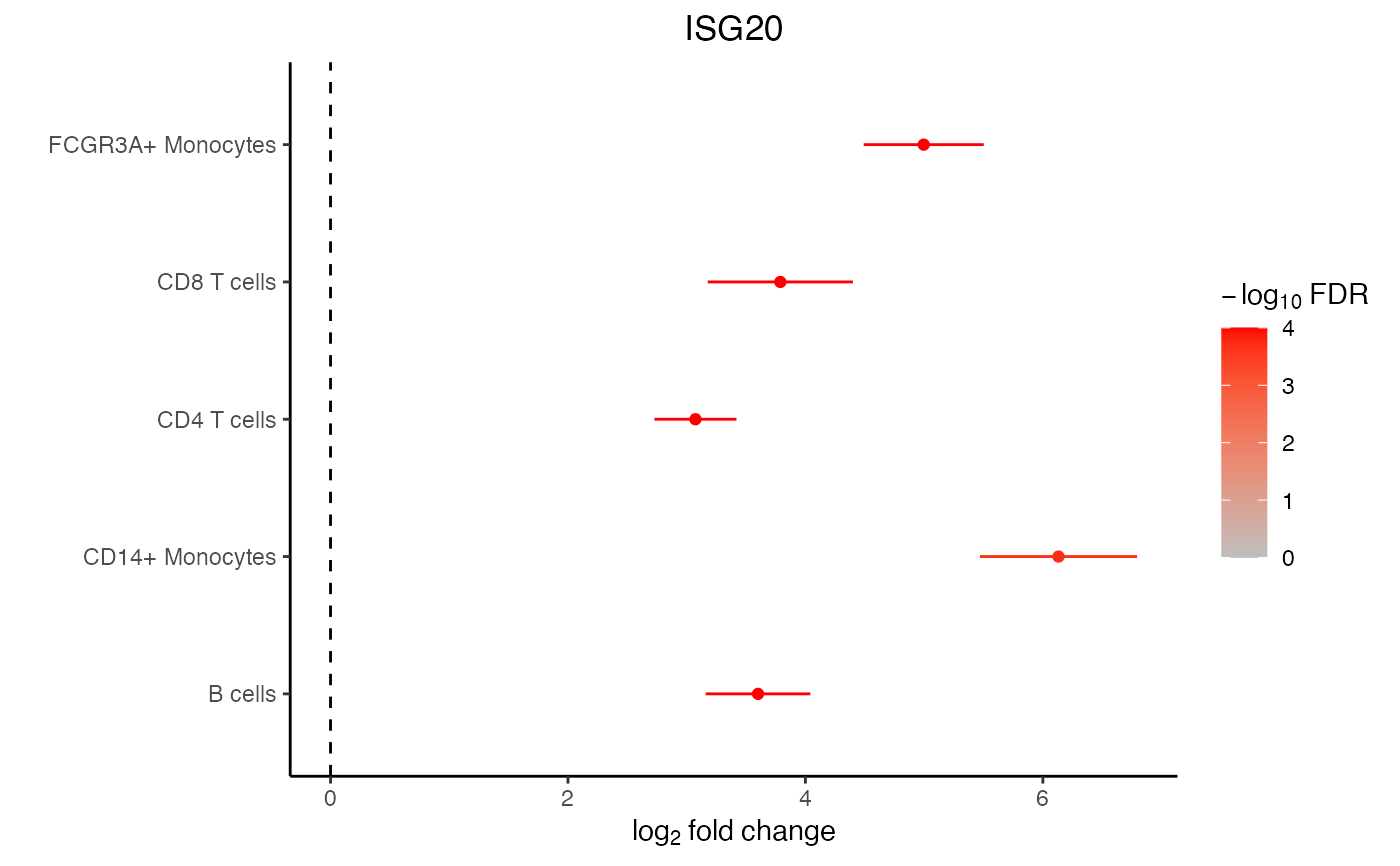 ISG20
FCGR3A+ Monocytes
CD8 T cells
CD4 T cells
CD14+ Monocytes
B cells
0 2 4 6
log₂ fold change
−log₁₀ FDR
4
3
2
1
0